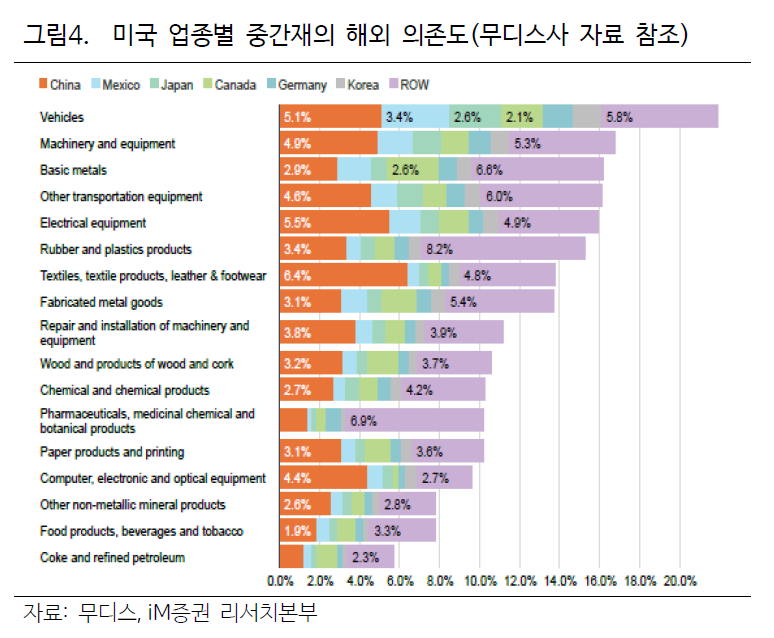 그림4. 미국 업종별 중간재의 해외 의존도(무디스사 자료 참조)
China Mexico Japan Canada Germany Korea ROW
Vehicles 5.1% 3.4% 2.6% 2.1% 5.8%
Machinery and equipment 4.9% 5.3%
Basic metals 2.9% 2.6% 6.6%
Other transportation equipment 4.6% 6.0%
Electrical equipment 5.5% 4.9%
Rubber and plastics products 3.4% 8.2%
Textiles, textile products, leather & footwear 6.4% 4.8%
Fabricated metal goods 3.1% 5.4%
Repair and installation of machinery and
equipment 3.8% 3.9%
Wood and products of wood and cork 3.2% 3.7%
Chemical and chemical products 2.7% 4.2%
Pharmaceuticals, medicinal chemical and
botanical products 6.9%
Paper products and printing 3.1% 3.6%
Computer, electronic and optical equipment 4.4% 2.7%
Other non-metallic mineral products 2.6% 2.8%
Food products, beverages and tobacco 1.9% 3.3%
Coke and refined petroleum 2.3%
0.0% 2.0% 4.0% 6.0% 8.0% 10.0% 12.0% 14.0% 16.0% 18.0% 20.0%
자료: 무디스, iM증권 리서치본부